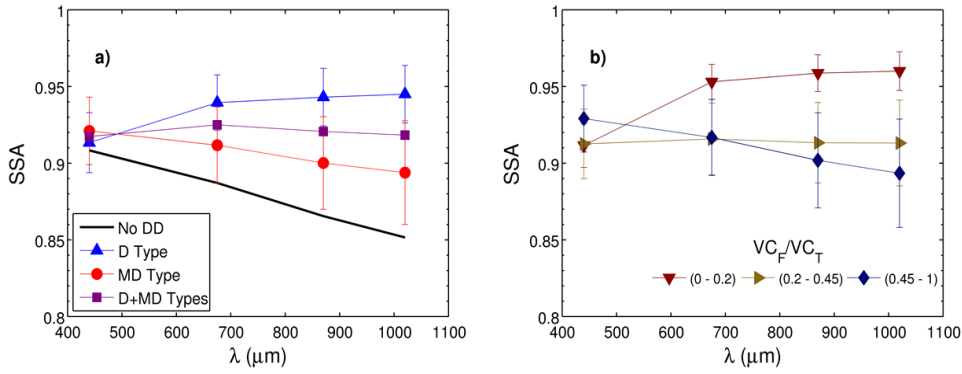 a)
SSA
1
0.95
0.9
0.85
0.8
No DD
D Type
MD Type
D+MD Types
400 500 600 700 800 900 1000 1100
λ (μm)
b)
SSA
1
0.95
0.9
0.85
0.8
VC_F/VC_T
(0 - 0.2) (0.2 - 0.45) (0.45 - 1)
400 500 600 700 800 900 1000 1100
λ (μm)